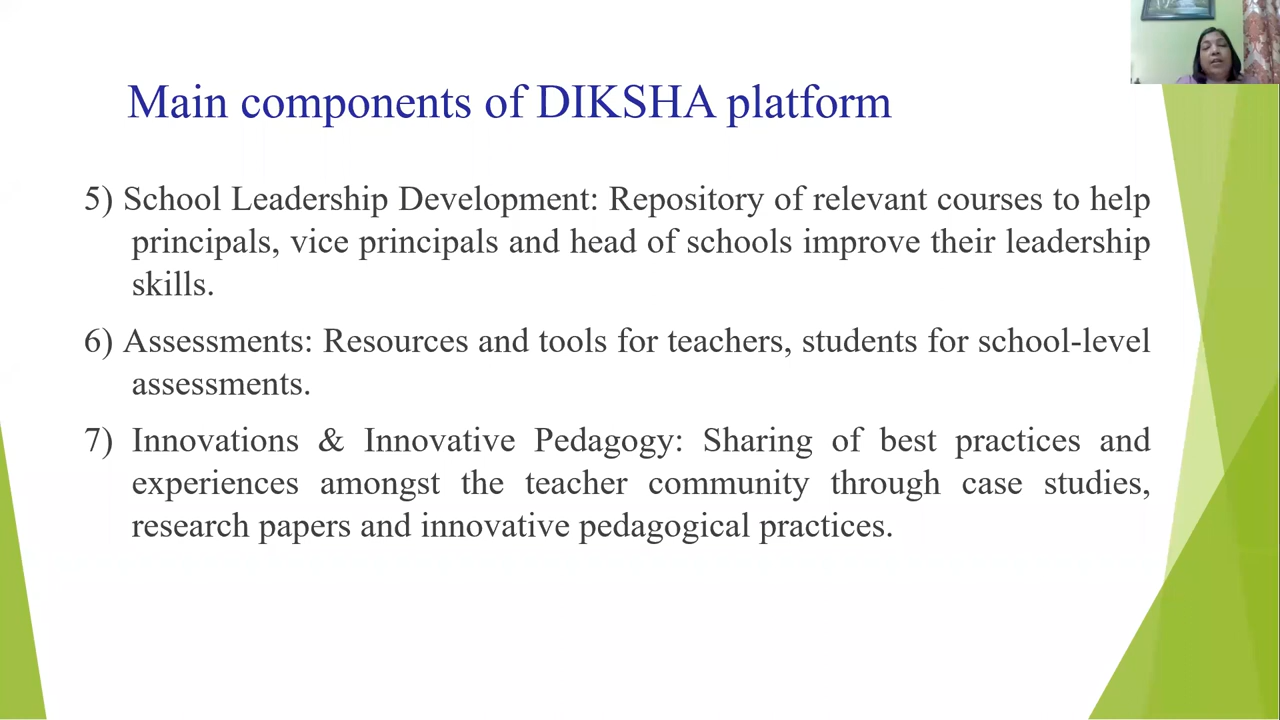 Main components of DIKSHA platform
5) School Leadership Development: Repository of relevant courses to help
principals, vice principals and head of schools improve their leadership
skills.
6) Assessments: Resources and tools for teachers, students for school-level
assessments.
7) Innovations & Innovative Pedagogy: Sharing of best practices and
experiences amongst the teacher community through case studies,
research papers and innovative pedagogical practices.